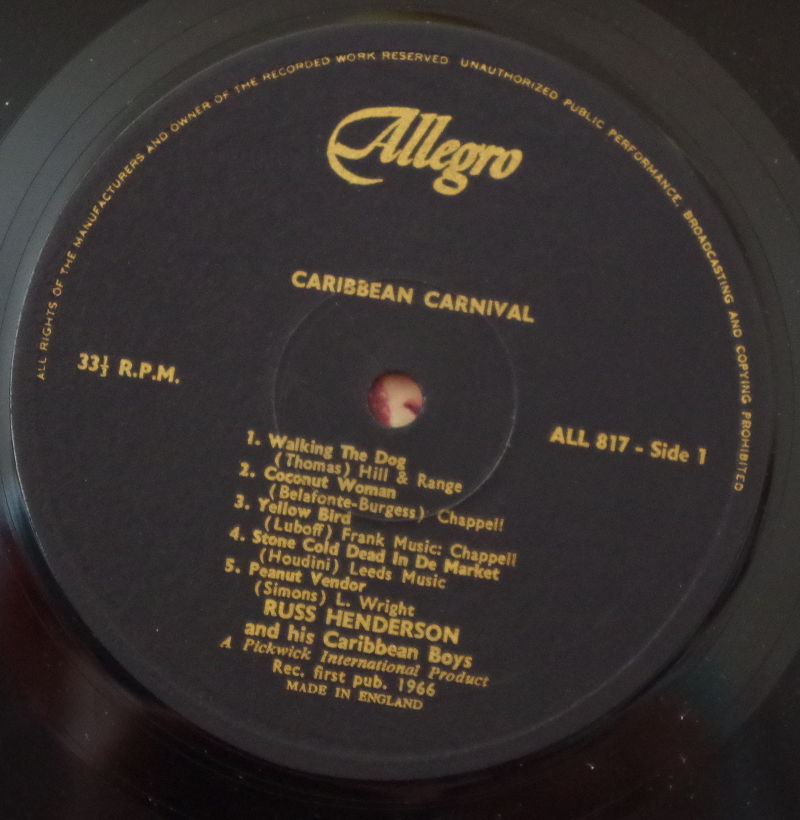 ALL RIGHTS OF THE MANUFACTURERS AND OWNER OF THE RECORDED WORK RESERVED UNAUTHORIZED PUBLIC PERFORMANCE, BROADCASTING AND COPYING PROHIBITED
Allegro
CARIBBEAN CARNIVAL
33⅓ R.P.M.
ALL 817 - Side 1
1. Walking The Dog
(Thomas) Hill & Range
2. Coconut Woman
(Belafonte-Burgess) Chappell
3. Yellow Bird
(Luboff) Frank Music: Chappell
4. Stone Cold Dead In De Market
(Houdini) Leeds Music
5. Peanut Vendor
(Simons) L. Wright
RUSS HENDERSON
and his Caribbean Boys
A Pickwick International Product
Rec. first pub. 1966
MADE IN ENGLAND